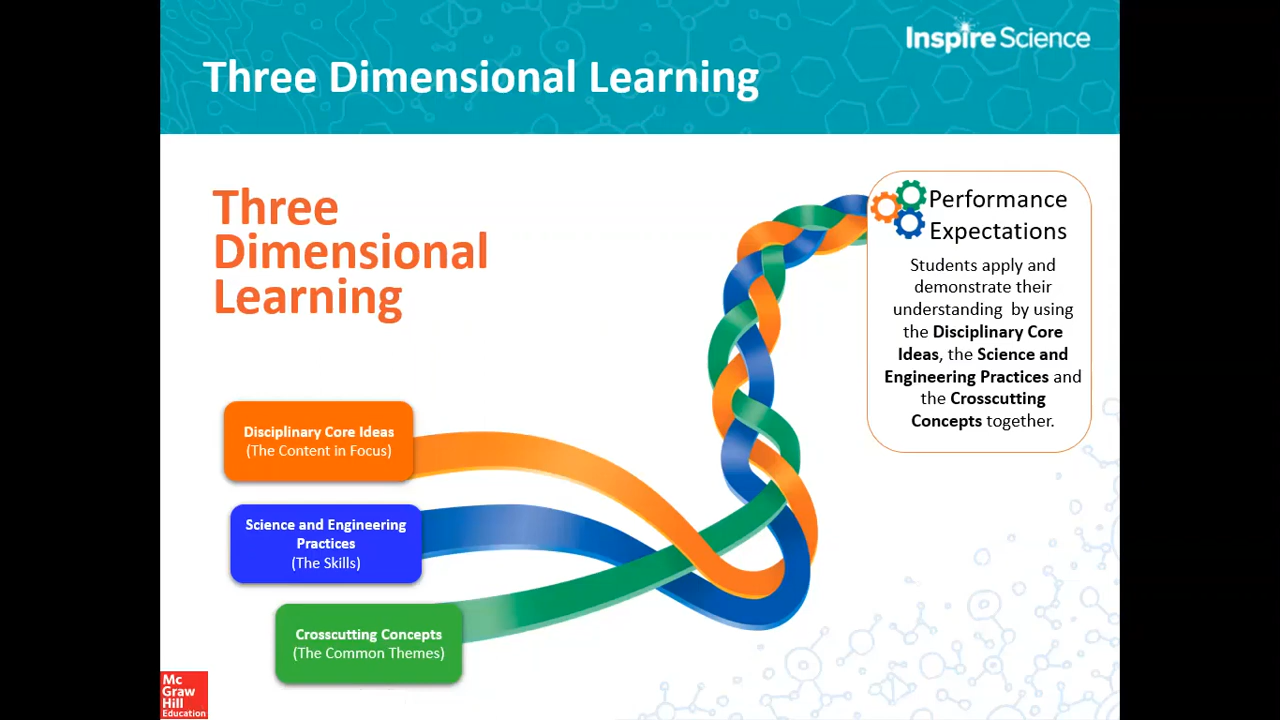 Inspire Science
Three Dimensional Learning
Three
Dimensional
Learning
Performance
Expectations
Students apply and
demonstrate their
understanding by using
the Disciplinary Core
Ideas, the Science and
Engineering Practices and
the Crosscutting
Concepts together.
Disciplinary Core Ideas
(The Content in Focus)
Science and Engineering
Practices
(The Skills)
Crosscutting Concepts
(The Common Themes)
Mc
Graw
Hill
Education